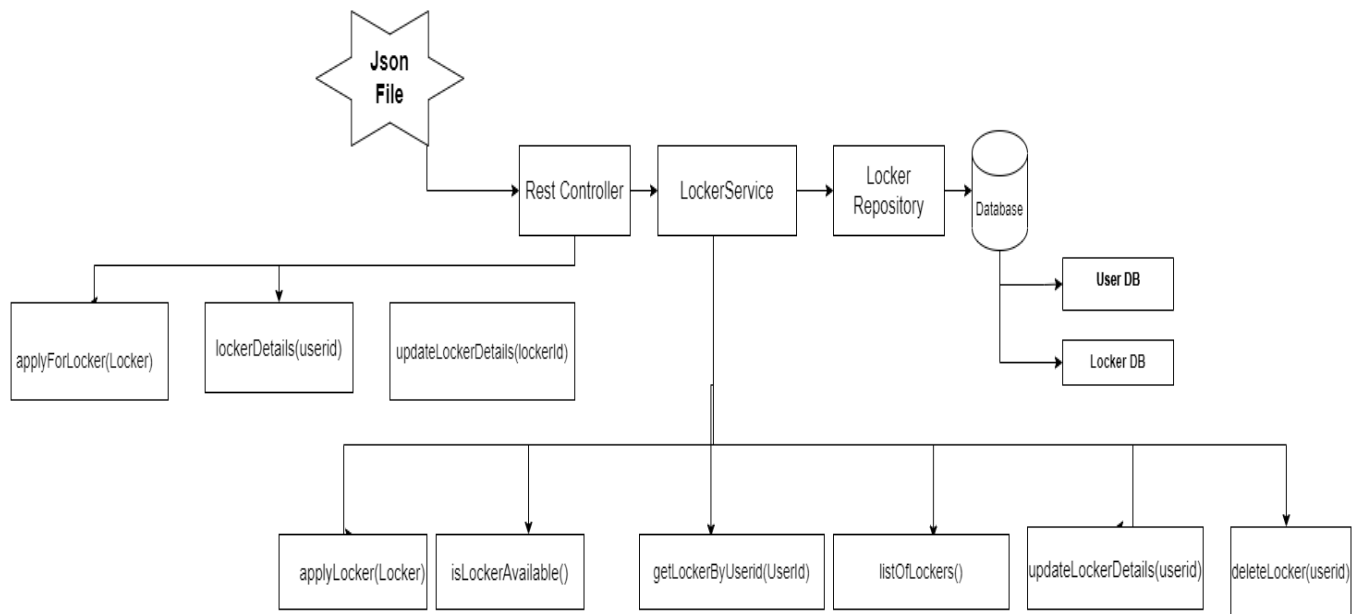 Json
File
Rest Controller
LockerService
Locker
Repository
Database
User DB
Locker DB
applyForLocker(Locker)
lockerDetails(userid)
updateLockerDetails(lockerId)
applyLocker(Locker)
isLockerAvailable()
getLockerByUserid(UserId)
listOfLockers()
updateLockerDetails(userid)
deleteLocker(userid)